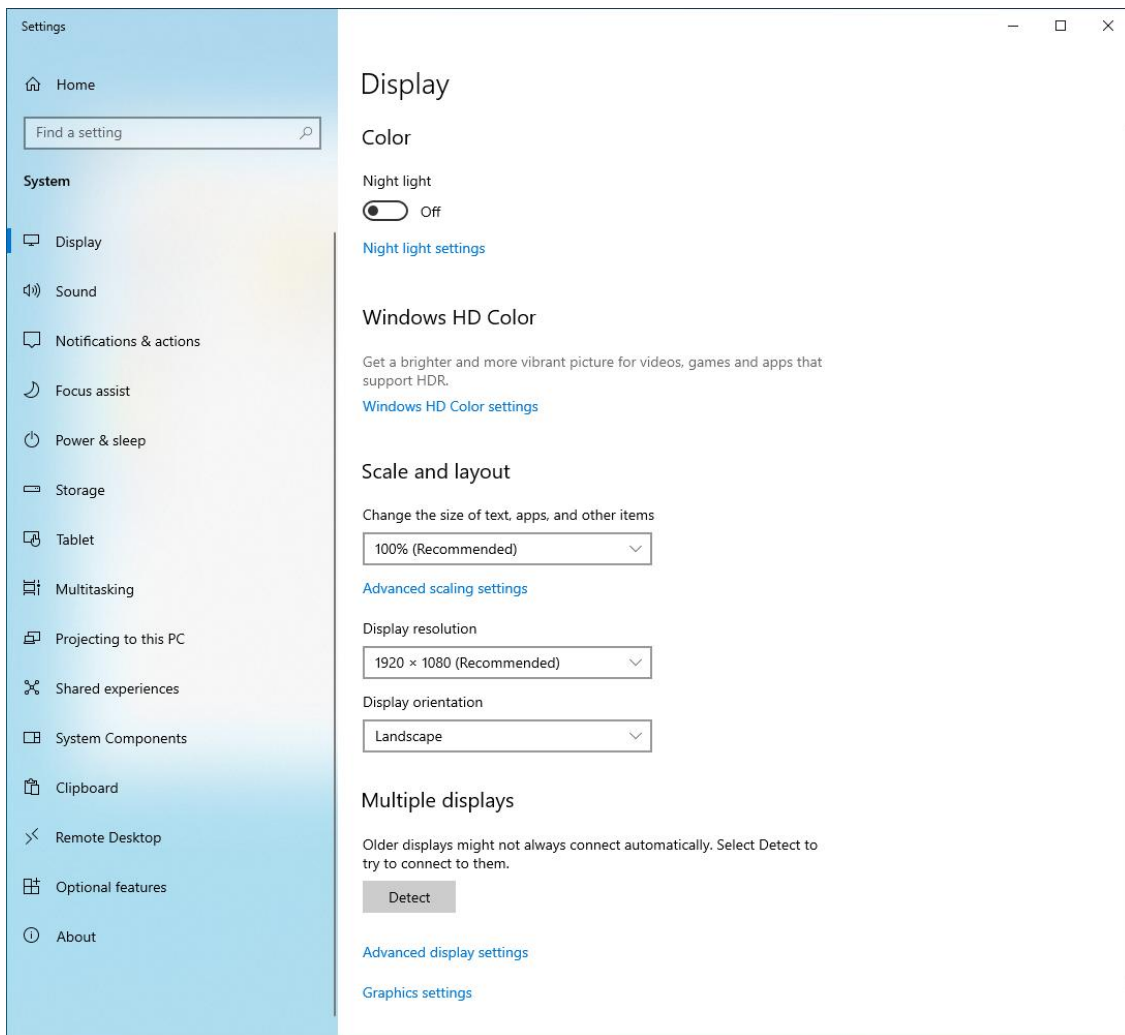 Settings
Home
Find a setting
System
Display
Sound
Notifications & actions
Focus assist
Power & sleep
Storage
Tablet
Multitasking
Projecting to this PC
Shared experiences
System Components
Clipboard
Remote Desktop
Optional features
About
Display
Color
Night light
Off
Night light settings
Windows HD Color
Get a brighter and more vibrant picture for videos, games and apps that
support HDR.
Windows HD Color settings
Scale and layout
Change the size of text, apps, and other items
100% (Recommended)
Advanced scaling settings
Display resolution
1920 × 1080 (Recommended)
Display orientation
Landscape
Multiple displays
Older displays might not always connect automatically. Select Detect to
try to connect to them.
Detect
Advanced display settings
Graphics settings